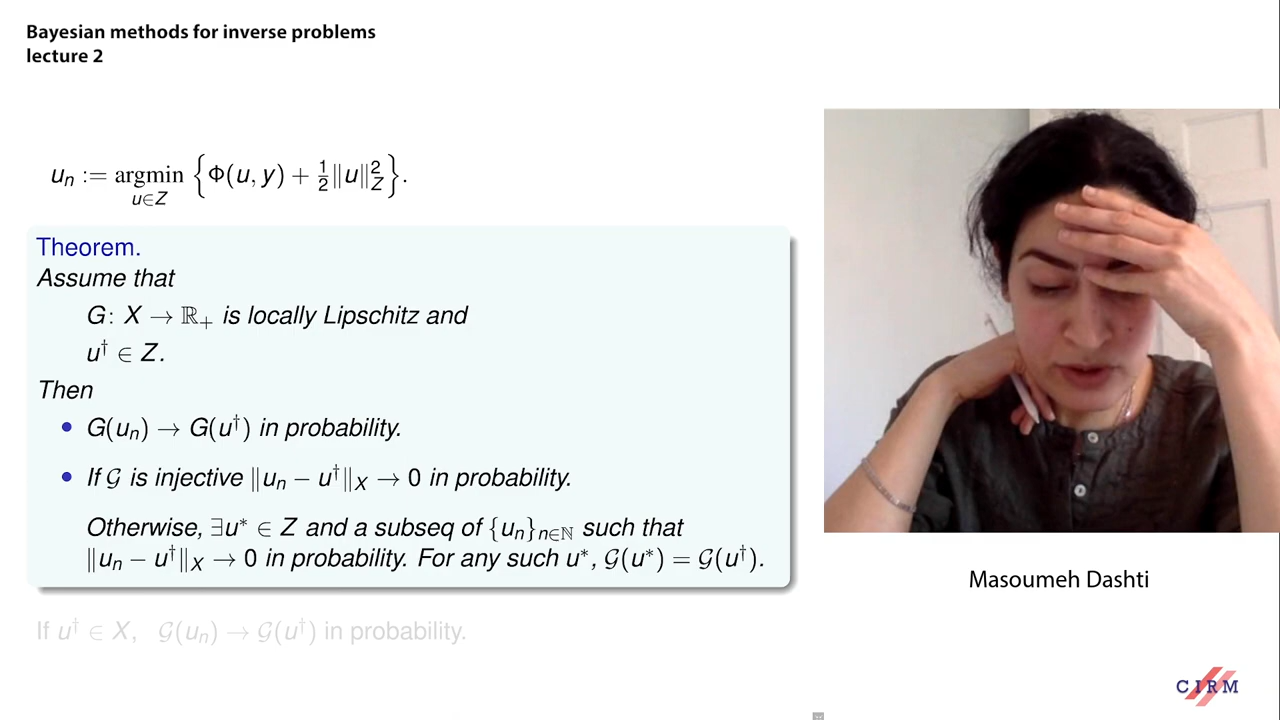 Bayesian methods for inverse problems
lecture 2
uₙ := argmin { Φ(u, y) + ½‖u‖²_Z }.
u∈Z
Theorem.
Assume that
G: X → ℝ₊ is locally Lipschitz and
u† ∈ Z.
Then
• G(uₙ) → G(u†) in probability.
• If 𝒢 is injective ‖uₙ − u†‖_X → 0 in probability.
Otherwise, ∃u* ∈ Z and a subseq of {uₙ}ₙ∈ℕ such that
‖uₙ − u†‖_X → 0 in probability. For any such u*, 𝒢(u*) = 𝒢(u†).
If u† ∈ X, 𝒢(uₙ) → 𝒢(u†) in probability.
Masoumeh Dashti
CIRM